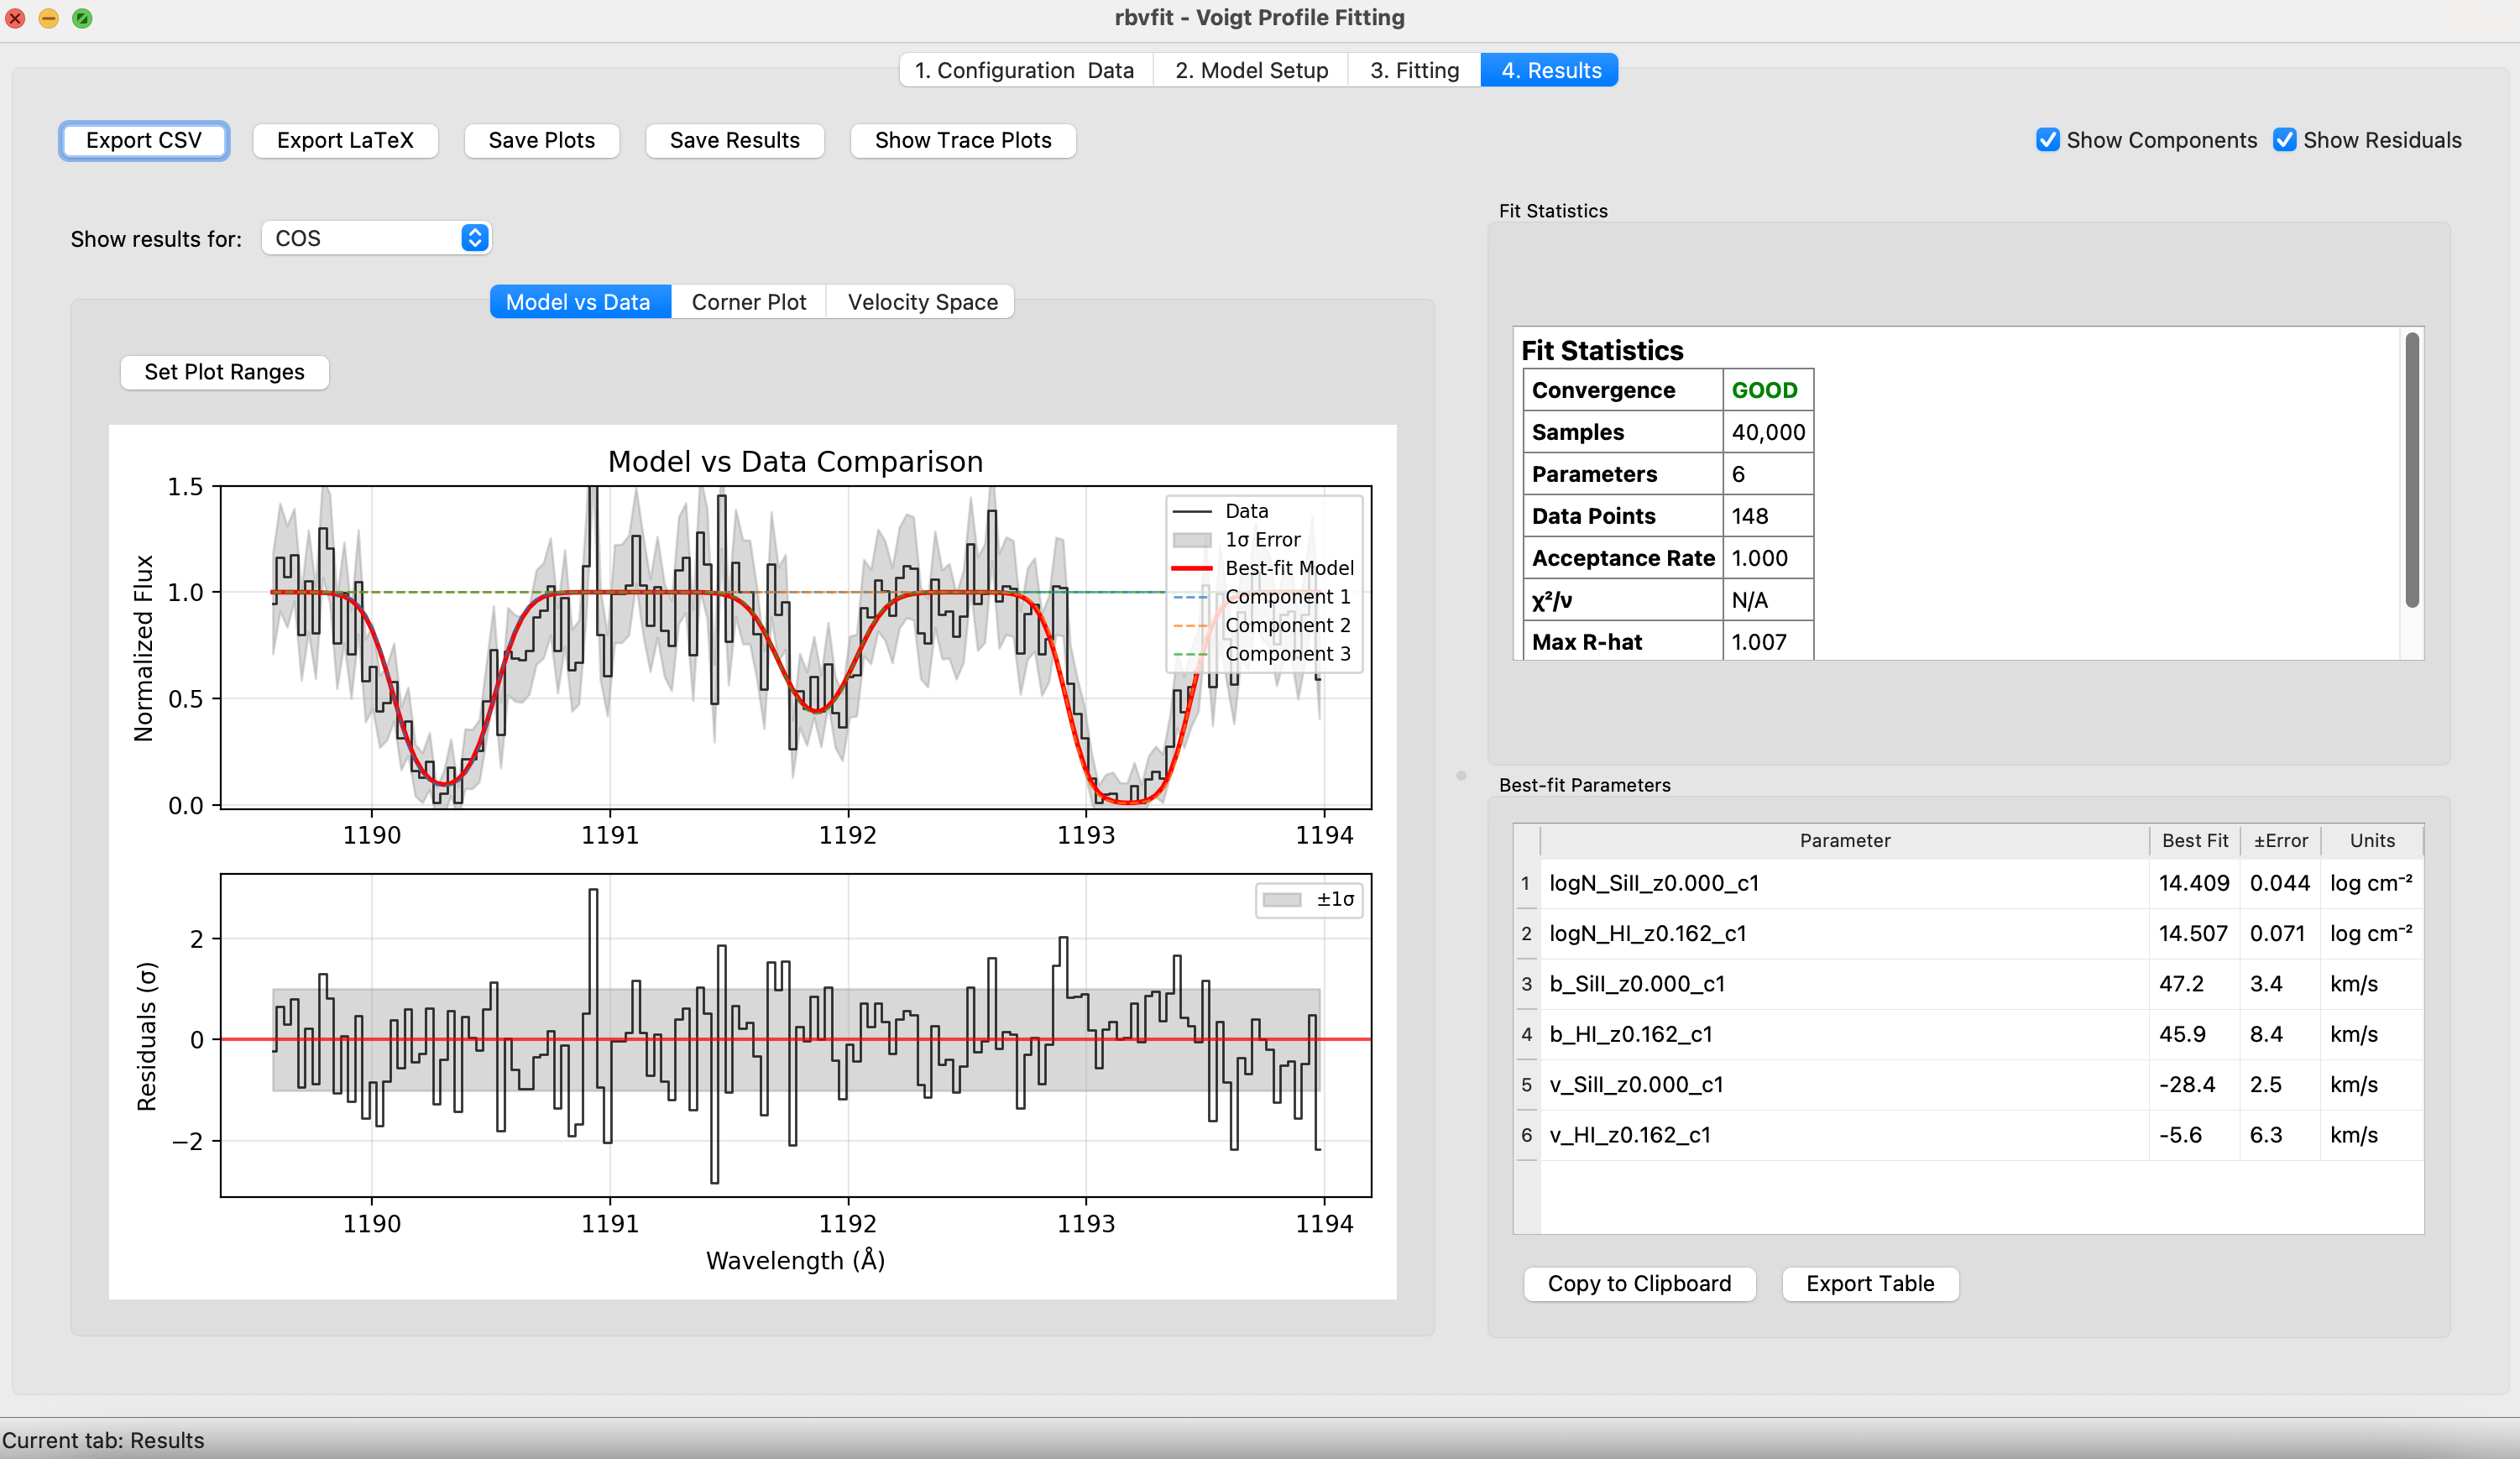 rbvfit - Voigt Profile Fitting
1. Configuration  Data
2. Model Setup
3. Fitting
4. Results
Export CSV
Export LaTeX
Save Plots
Save Results
Show Trace Plots
Show Components
Show Residuals
Show results for:
COS
Model vs Data
Corner Plot
Velocity Space
Set Plot Ranges
Model vs Data Comparison
1.5
1.0
0.5
0.0
Normalized Flux
Data
1σ Error
Best-fit Model
Component 1
Component 2
Component 3
1190
1191
1192
1193
1194
2
0
−2
Residuals (σ)
±1σ
1190
1191
1192
1193
1194
Wavelength (Å)
Fit Statistics
Fit Statistics
Convergence GOOD
Samples 40,000
Parameters 6
Data Points 148
Acceptance Rate 1.000
χ²/ν N/A
Max R-hat 1.007
Best-fit Parameters
Parameter Best Fit ±Error Units
1 logN_SiII_z0.000_c1 14.409 0.044 log cm⁻²
2 logN_HI_z0.162_c1 14.507 0.071 log cm⁻²
3 b_SiII_z0.000_c1 47.2 3.4 km/s
4 b_HI_z0.162_c1 45.9 8.4 km/s
5 v_SiII_z0.000_c1 -28.4 2.5 km/s
6 v_HI_z0.162_c1 -5.6 6.3 km/s
Copy to Clipboard
Export Table
Current tab: Results